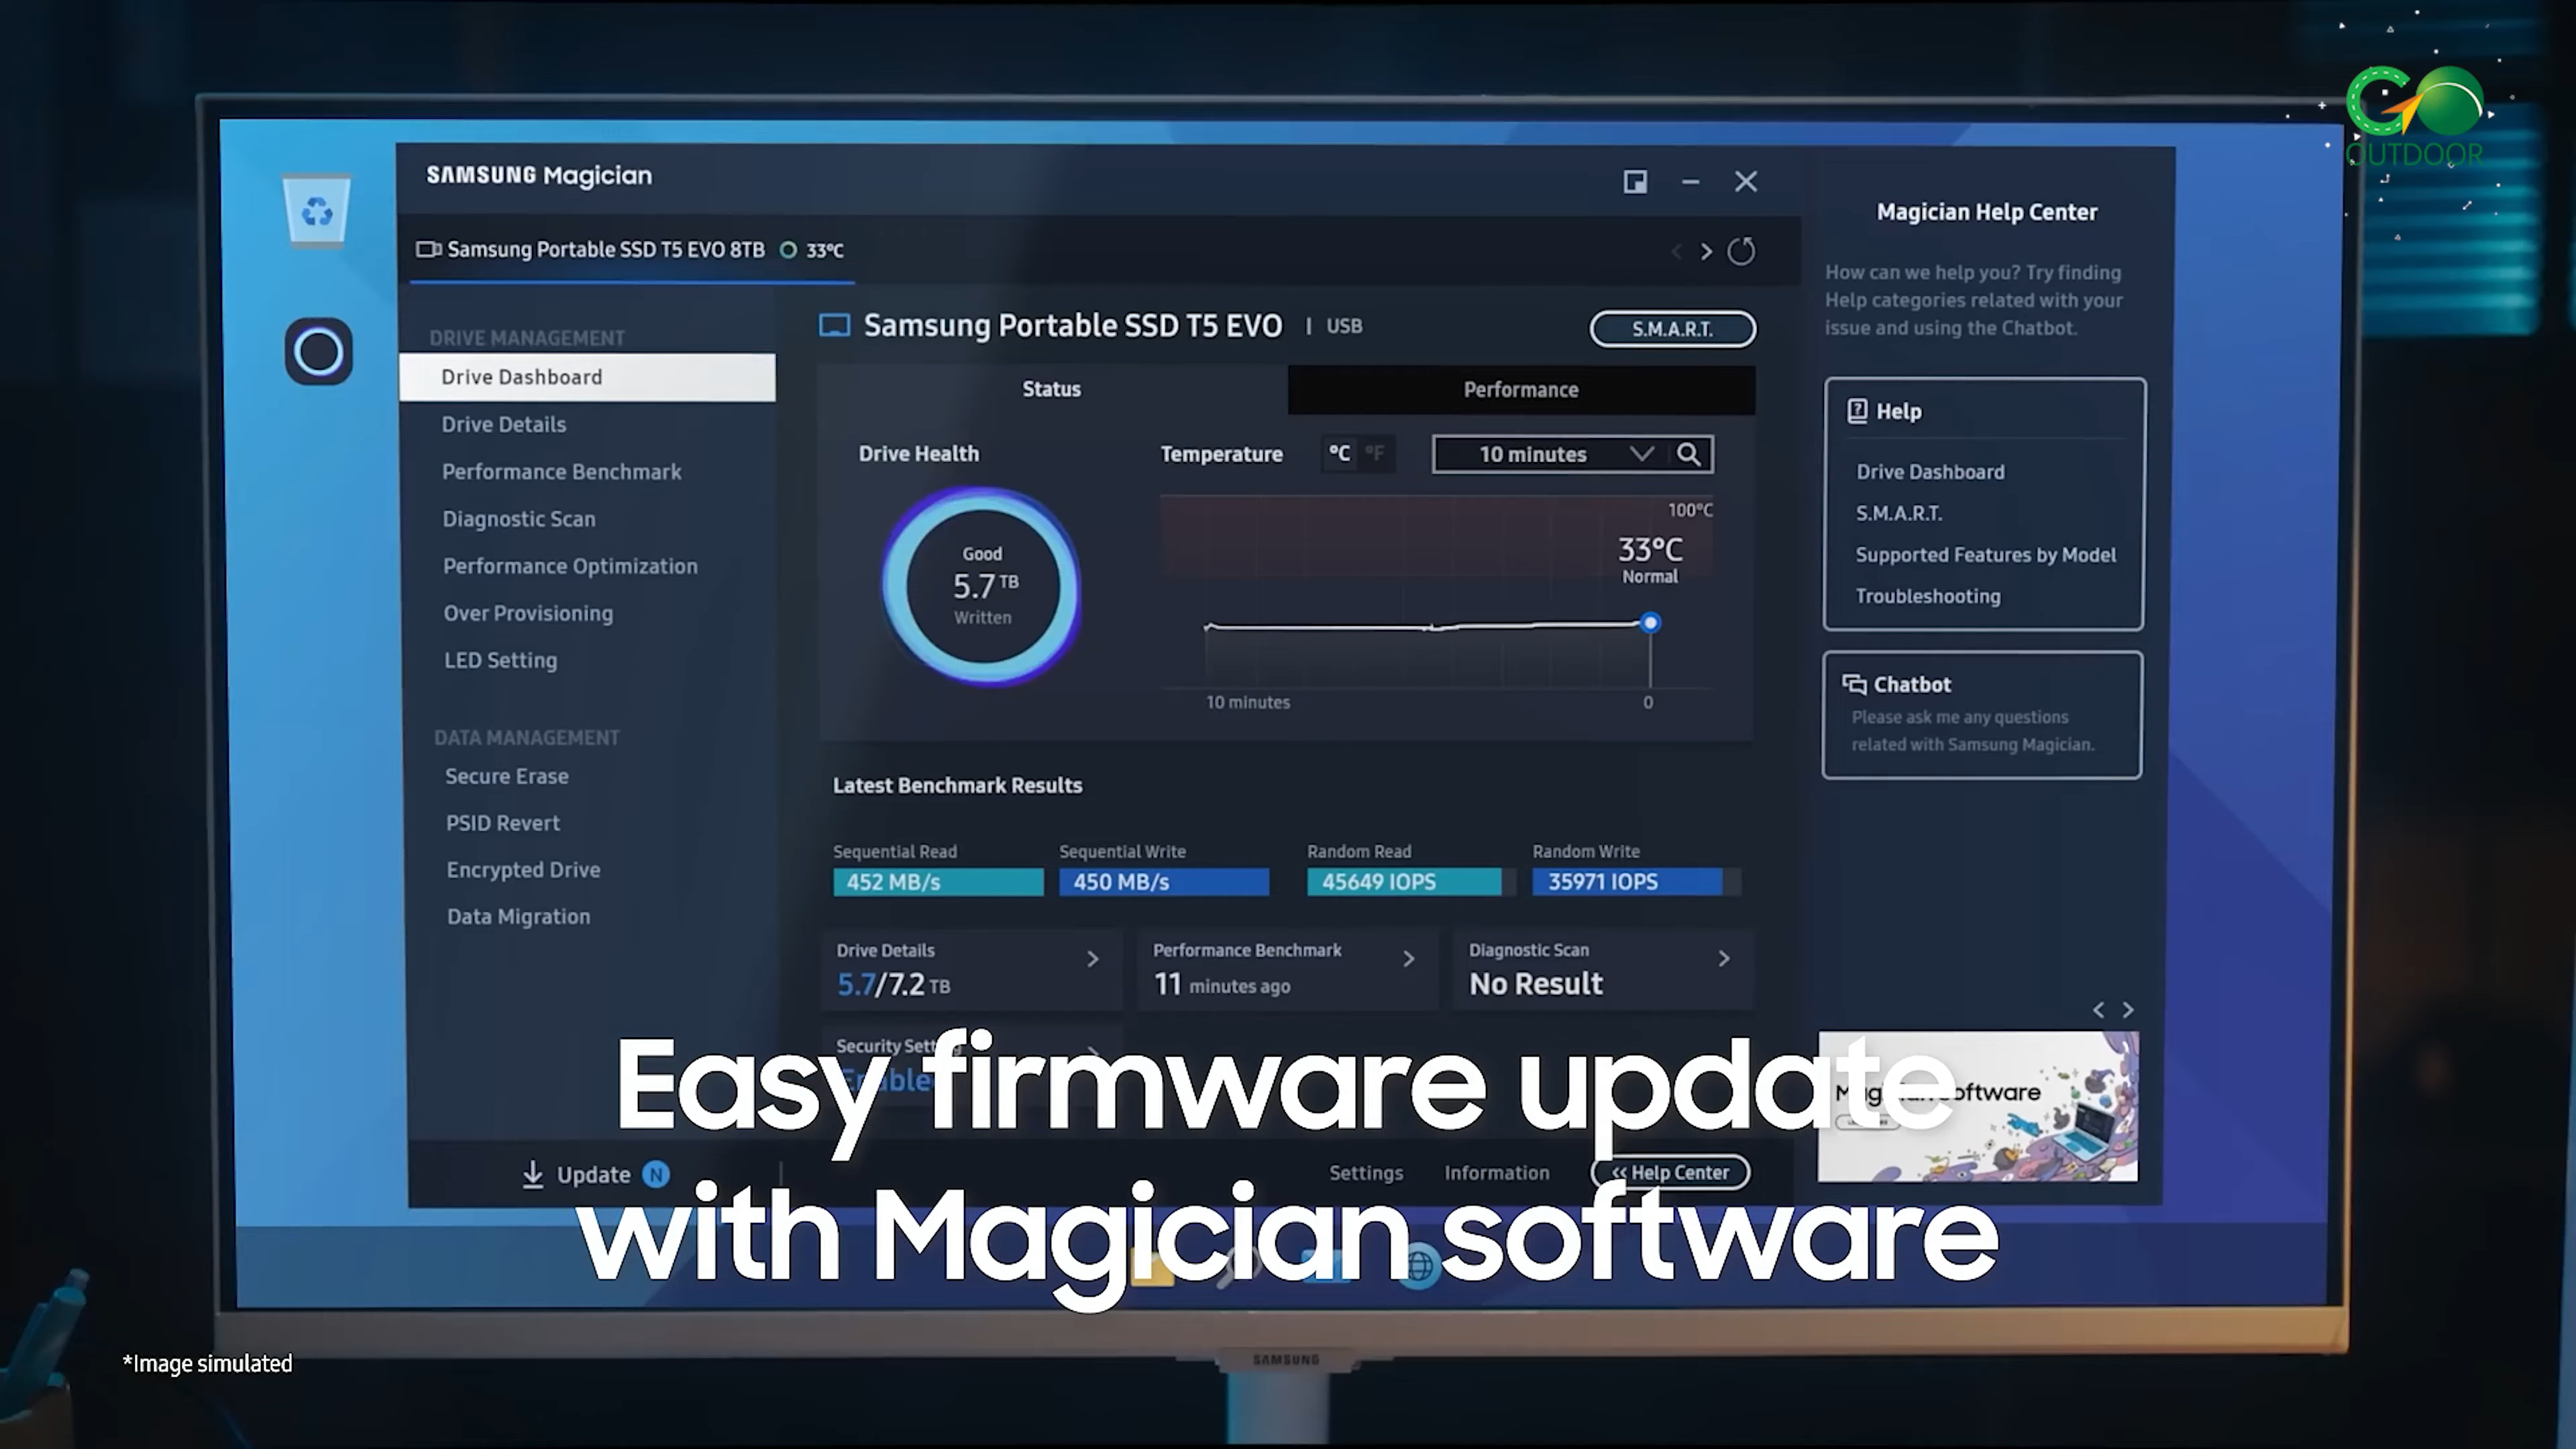 GO
OUTDOOR
SAMSUNG Magician
Samsung Portable SSD T5 EVO 8TB 33°C
DRIVE MANAGEMENT
Drive Dashboard
Drive Details
Performance Benchmark
Diagnostic Scan
Performance Optimization
Over Provisioning
LED Setting
DATA MANAGEMENT
Secure Erase
PSID Revert
Encrypted Drive
Data Migration
Samsung Portable SSD T5 EVO | USB
S.M.A.R.T.
Status
Performance
Drive Health
Good
5.7 TB
Written
Temperature
°C °F
10 minutes
100°C
33°C
Normal
10 minutes 0
Latest Benchmark Results
Sequential Read
452 MB/s
Sequential Write
450 MB/s
Random Read
45649 IOPS
Random Write
35971 IOPS
Drive Details
5.7/7.2 TB
Performance Benchmark
11 minutes ago
Diagnostic Scan
No Result
Security
Update N
Settings
Information
<< Help Center
Magician Help Center
How can we help you? Try finding
Help categories related with your
issue and using the Chatbot.
Help
Drive Dashboard
S.M.A.R.T.
Supported Features by Model
Troubleshooting
Chatbot
Please ask me any questions
related with Samsung Magician.
Easy firmware update
with Magician software
*Image simulated
SAMSUNG